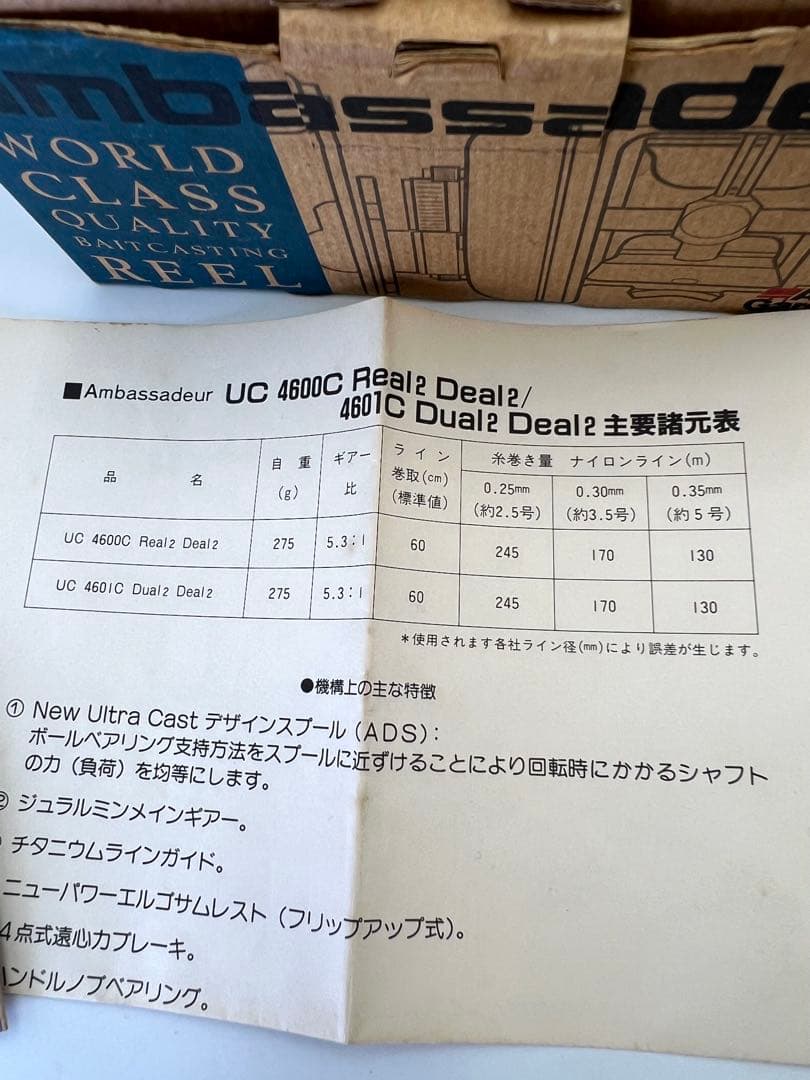 ambassade
WORLD
CLASS
QUALITY
BAITCASTING
REEL
■Ambassadeur UC 4600C Real2 Deal2/
4601C Dual2 Deal2 主要諸元表
品 名 自重(g) ギアー比 ライン巻取(cm)(標準値) 糸巻き量 ナイロンライン(m)
0.25mm(約2.5号) 0.30mm(約3.5号) 0.35mm(約5号)
UC 4600C Real2 Deal2 275 5.3:1 60 245 170 130
UC 4601C Dual2 Deal2 275 5.3:1 60 245 170 130
*使用されます各社ライン径(mm)により誤差が生じます。
●機構上の主な特徴
① New Ultra Cast デザインスプール(ADS):
ボールベアリング支持方法をスプールに近ずけることにより回転時にかかるシャフト
の力(負荷)を均等にします。
② ジュラルミンメインギアー。
チタニウムラインガイド。
ニューパワーエルゴサムレスト(フリップアップ式)。
4点式遠心力ブレーキ。
ハンドルノブベアリング。